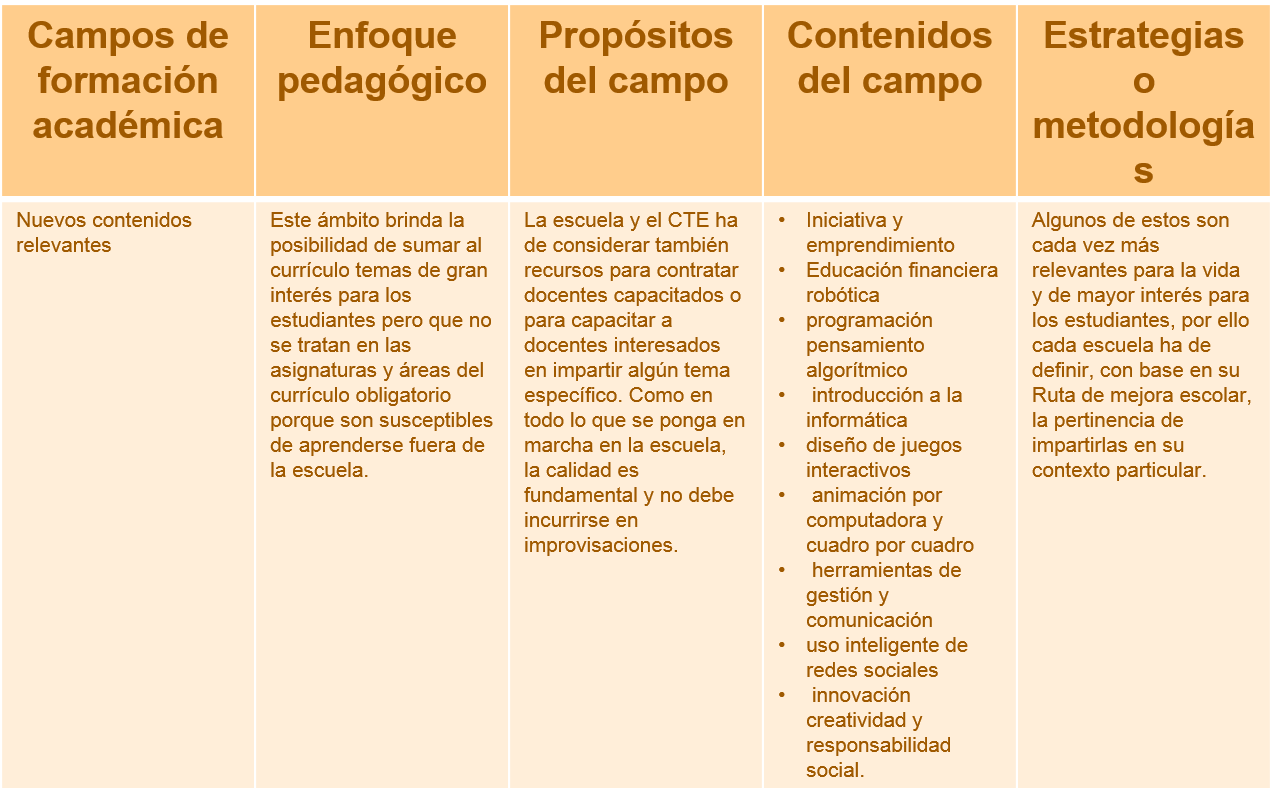 Campos de
formación
académica
Enfoque
pedagógico
Propósitos
del campo
Contenidos
del campo
Estrategias
o
metodología
s
Nuevos contenidos
relevantes
Este ámbito brinda la
posibilidad de sumar al
currículo temas de gran
interés para los
estudiantes pero que no
se tratan en las
asignaturas y áreas del
currículo obligatorio
porque son susceptibles
de aprenderse fuera de
la escuela.
La escuela y el CTE ha
de considerar también
recursos para contratar
docentes capacitados o
para capacitar a
docentes interesados
en impartir algún tema
específico. Como en
todo lo que se ponga en
marcha en la escuela,
la calidad es
fundamental y no debe
incurrirse en
improvisaciones.
• Iniciativa y
emprendimiento
• Educación financiera
robótica
• programación
pensamiento
algorítmico
• introducción a la
informática
• diseño de juegos
interactivos
• animación por
computadora y
cuadro por cuadro
• herramientas de
gestión y
comunicación
• uso inteligente de
redes sociales
• innovación
creatividad y
responsabilidad
social.
Algunos de estos son
cada vez más
relevantes para la vida
y de mayor interés para
los estudiantes, por ello
cada escuela ha de
definir, con base en su
Ruta de mejora escolar,
la pertinencia de
impartirlas en su
contexto particular.